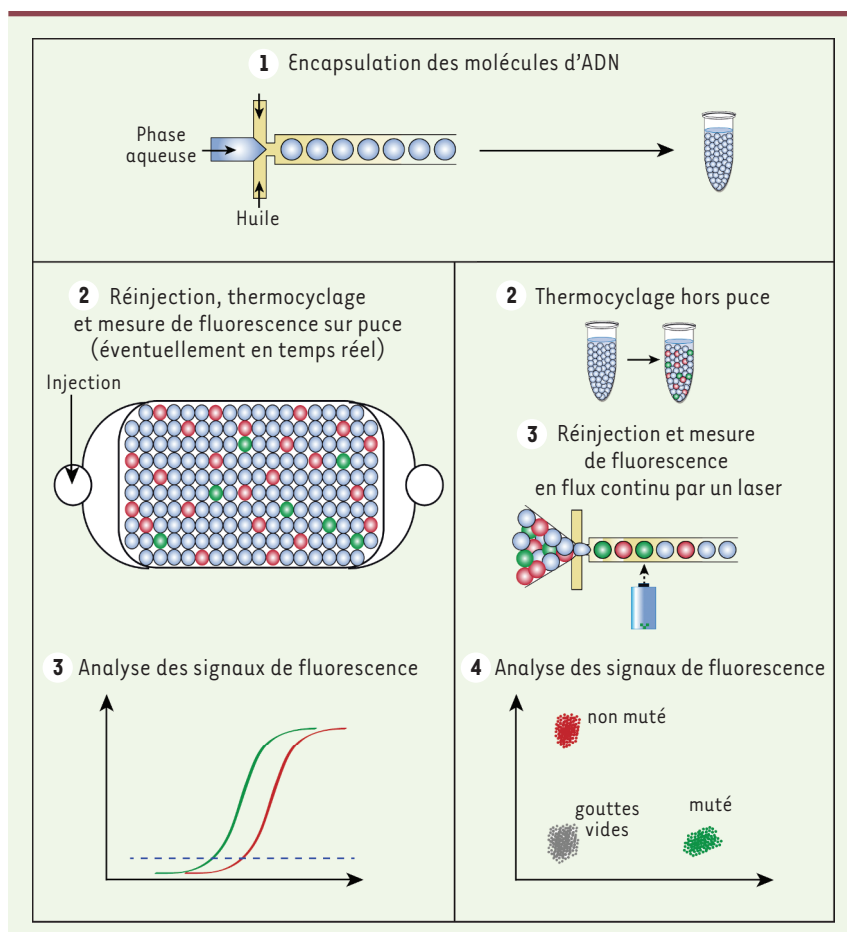 1 Encapsulation des molécules d'ADN
Phase
aqueuse
Huile
2 Réinjection, thermocyclage
et mesure de fluorescence sur puce
(éventuellement en temps réel)
Injection
3 Analyse des signaux de fluorescence
2 Thermocyclage hors puce
3 Réinjection et mesure
de fluorescence
en flux continu par un laser
4 Analyse des signaux de fluorescence
non muté
gouttes
vides
muté